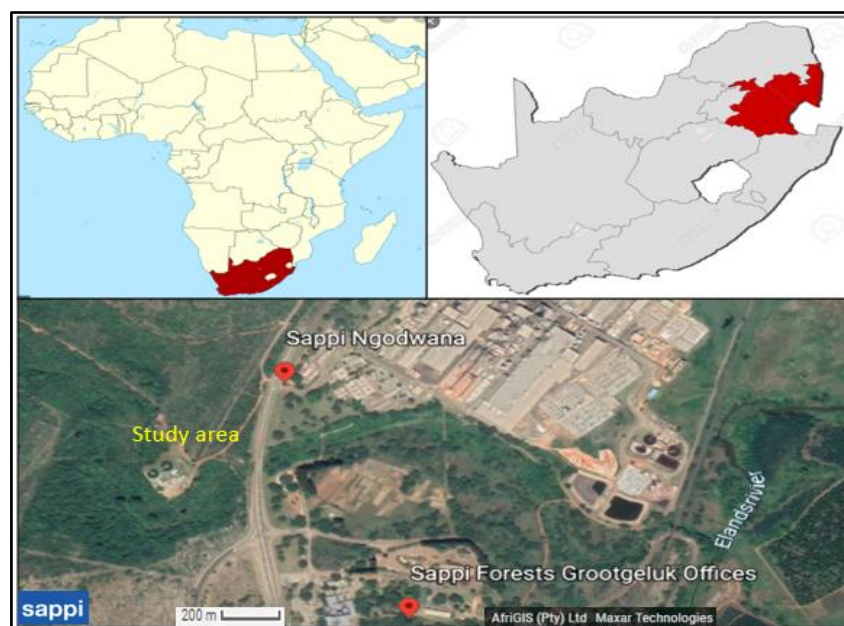 Sappi Ngodwana
Study area
Elandsrivier
Sappi Forests Grootgeluk Offices
sappi
200 m
AfriGIS (Pty) Ltd Maxar Technologies